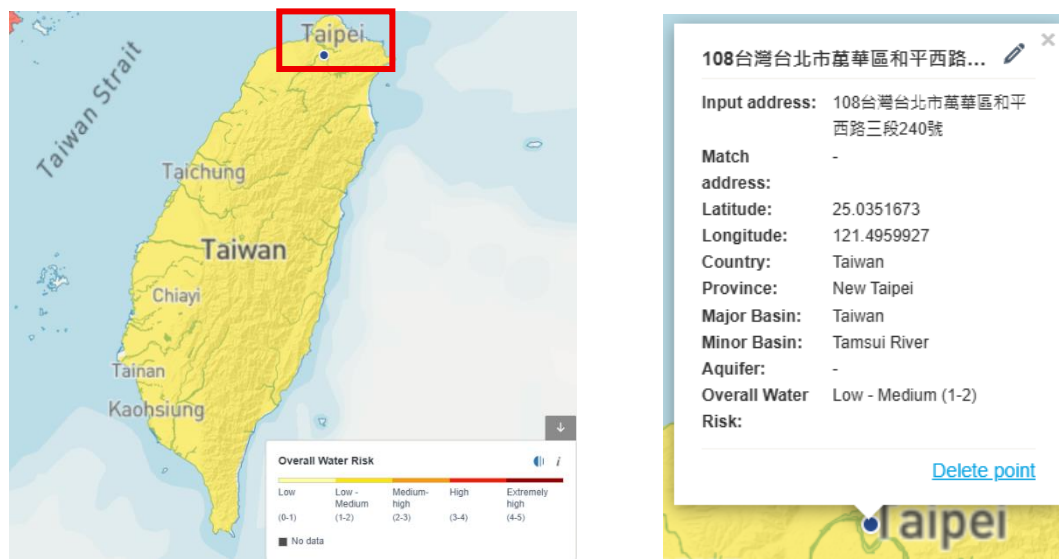 Taipei
Taiwan Strait
Taichung
Taiwan
Chiayi
Tainan
Kaohsiung
Overall Water Risk
Low
Low - Medium
Medium-high
High
Extremely high
(0-1)
(1-2)
(2-3)
(3-4)
(4-5)
No data
108台灣台北市萬華區和平西路...
Input address: 108台灣台北市萬華區和平
西路三段240號
Match -
address:
Latitude: 25.0351673
Longitude: 121.4959927
Country: Taiwan
Province: New Taipei
Major Basin: Taiwan
Minor Basin: Tamsui River
Aquifer: -
Overall Water Low - Medium (1-2)
Risk:
Delete point
Taipei